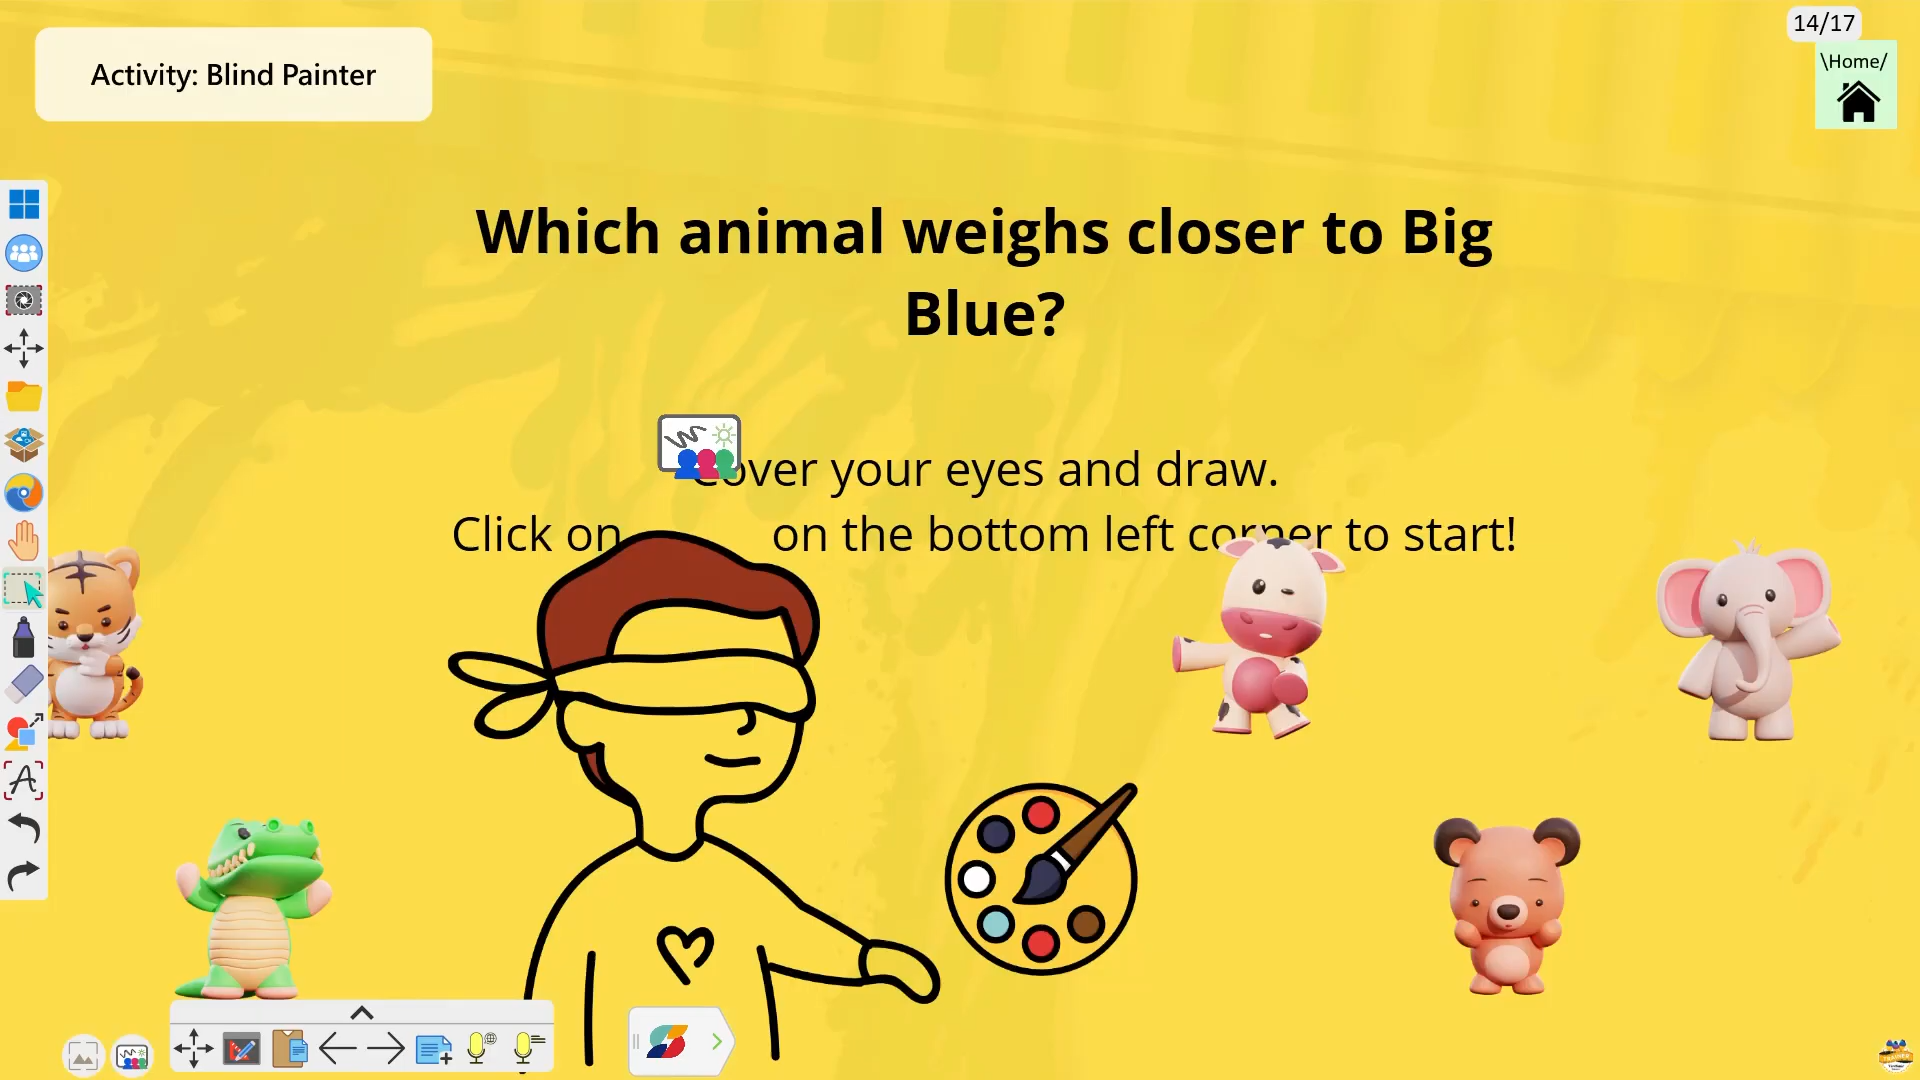 14/17
\Home/
Activity: Blind Painter
Which animal weighs closer to Big
Blue?
Cover your eyes and draw.
Click on on the bottom left corner to start!